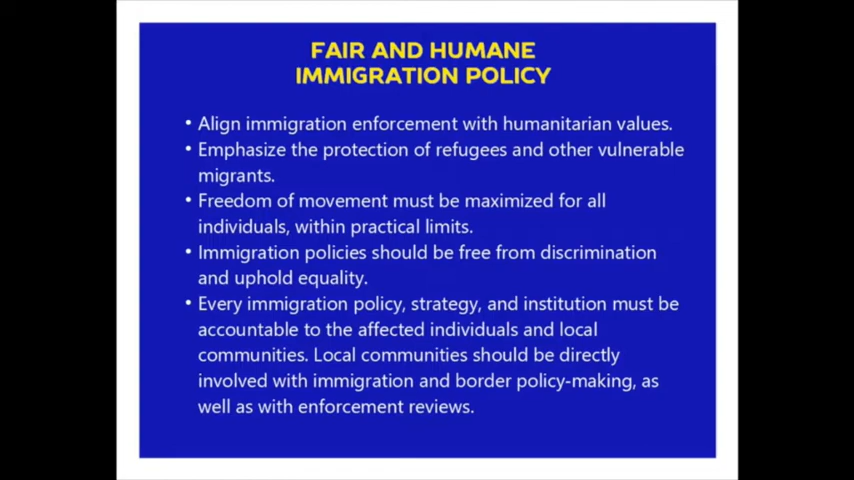 FAIR AND HUMANE
IMMIGRATION POLICY
• Align immigration enforcement with humanitarian values.
• Emphasize the protection of refugees and other vulnerable
migrants.
• Freedom of movement must be maximized for all
individuals, within practical limits.
• Immigration policies should be free from discrimination
and uphold equality.
• Every immigration policy, strategy, and institution must be
accountable to the affected individuals and local
communities. Local communities should be directly
involved with immigration and border policy-making, as
well as with enforcement reviews.